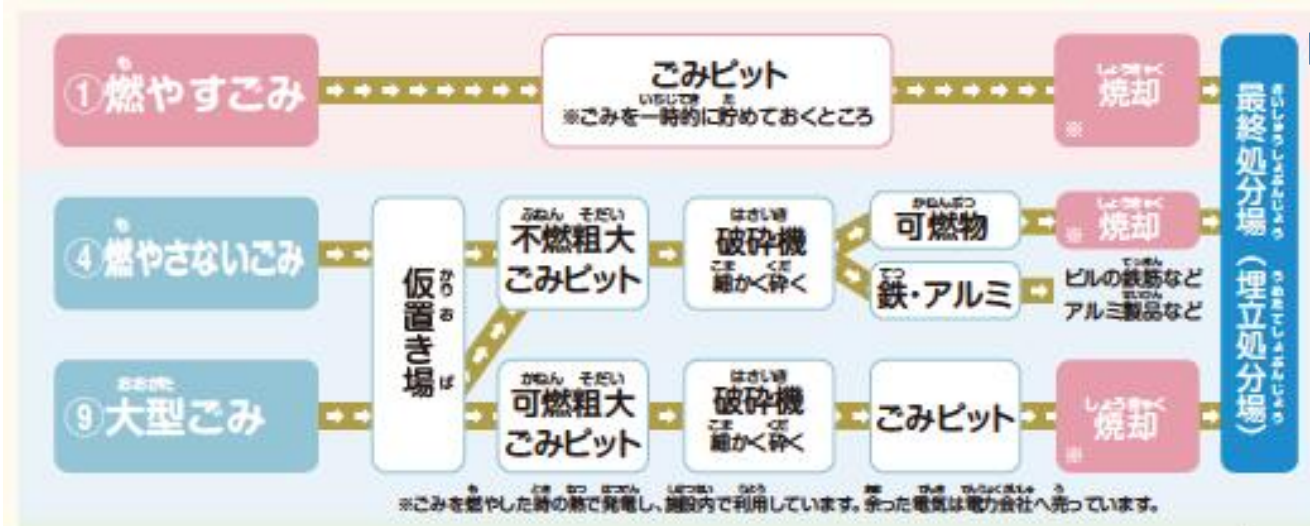 ①燃やすごみ
ごみピット
※ごみを一時的に貯めておくところ
焼却
※
④燃やさないごみ
仮置き場
不燃粗大
ごみピット
破砕機
細かく砕く
可燃物
※ 焼却
鉄・アルミ
ビルの鉄筋など
アルミ製品など
⑨大型ごみ
可燃粗大
ごみピット
破砕機
細かく砕く
ごみピット
焼却
※
最終処分場(埋立処分場)
※ごみを燃やした時の熱で発電し、施設内で利用しています。余った電気は電力会社へ売っています。